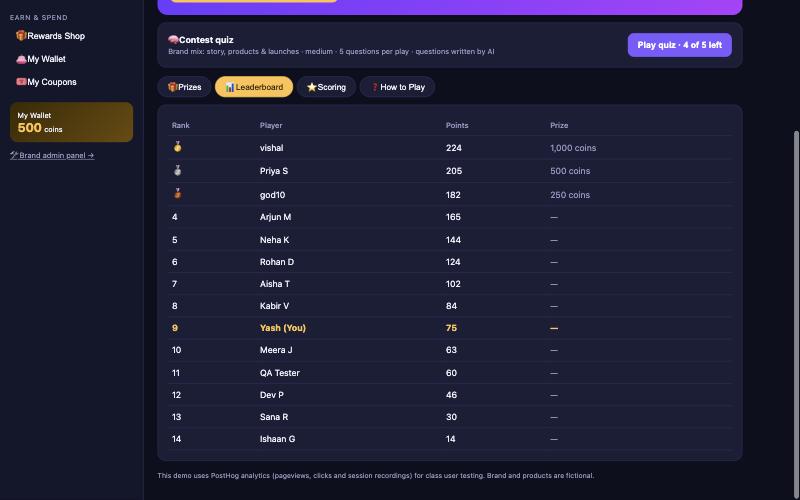 EARN & SPEND
Rewards Shop
My Wallet
My Coupons
My Wallet
500 coins
Brand admin panel →
Contest quiz
Brand mix: story, products & launches · medium · 5 questions per play · questions written by AI
Play quiz · 4 of 5 left
Prizes Leaderboard Scoring How to Play
Rank Player Points Prize
vishal 224 1,000 coins
Priya S 205 500 coins
god10 182 250 coins
4 Arjun M 165 —
5 Neha K 144 —
6 Rohan D 124 —
7 Aisha T 102 —
8 Kabir V 84 —
9 Yash (You) 75 —
10 Meera J 63 —
11 QA Tester 60 —
12 Dev P 46 —
13 Sana R 30 —
14 Ishaan G 14 —
This demo uses PostHog analytics (pageviews, clicks and session recordings) for class user testing. Brand and products are fictional.